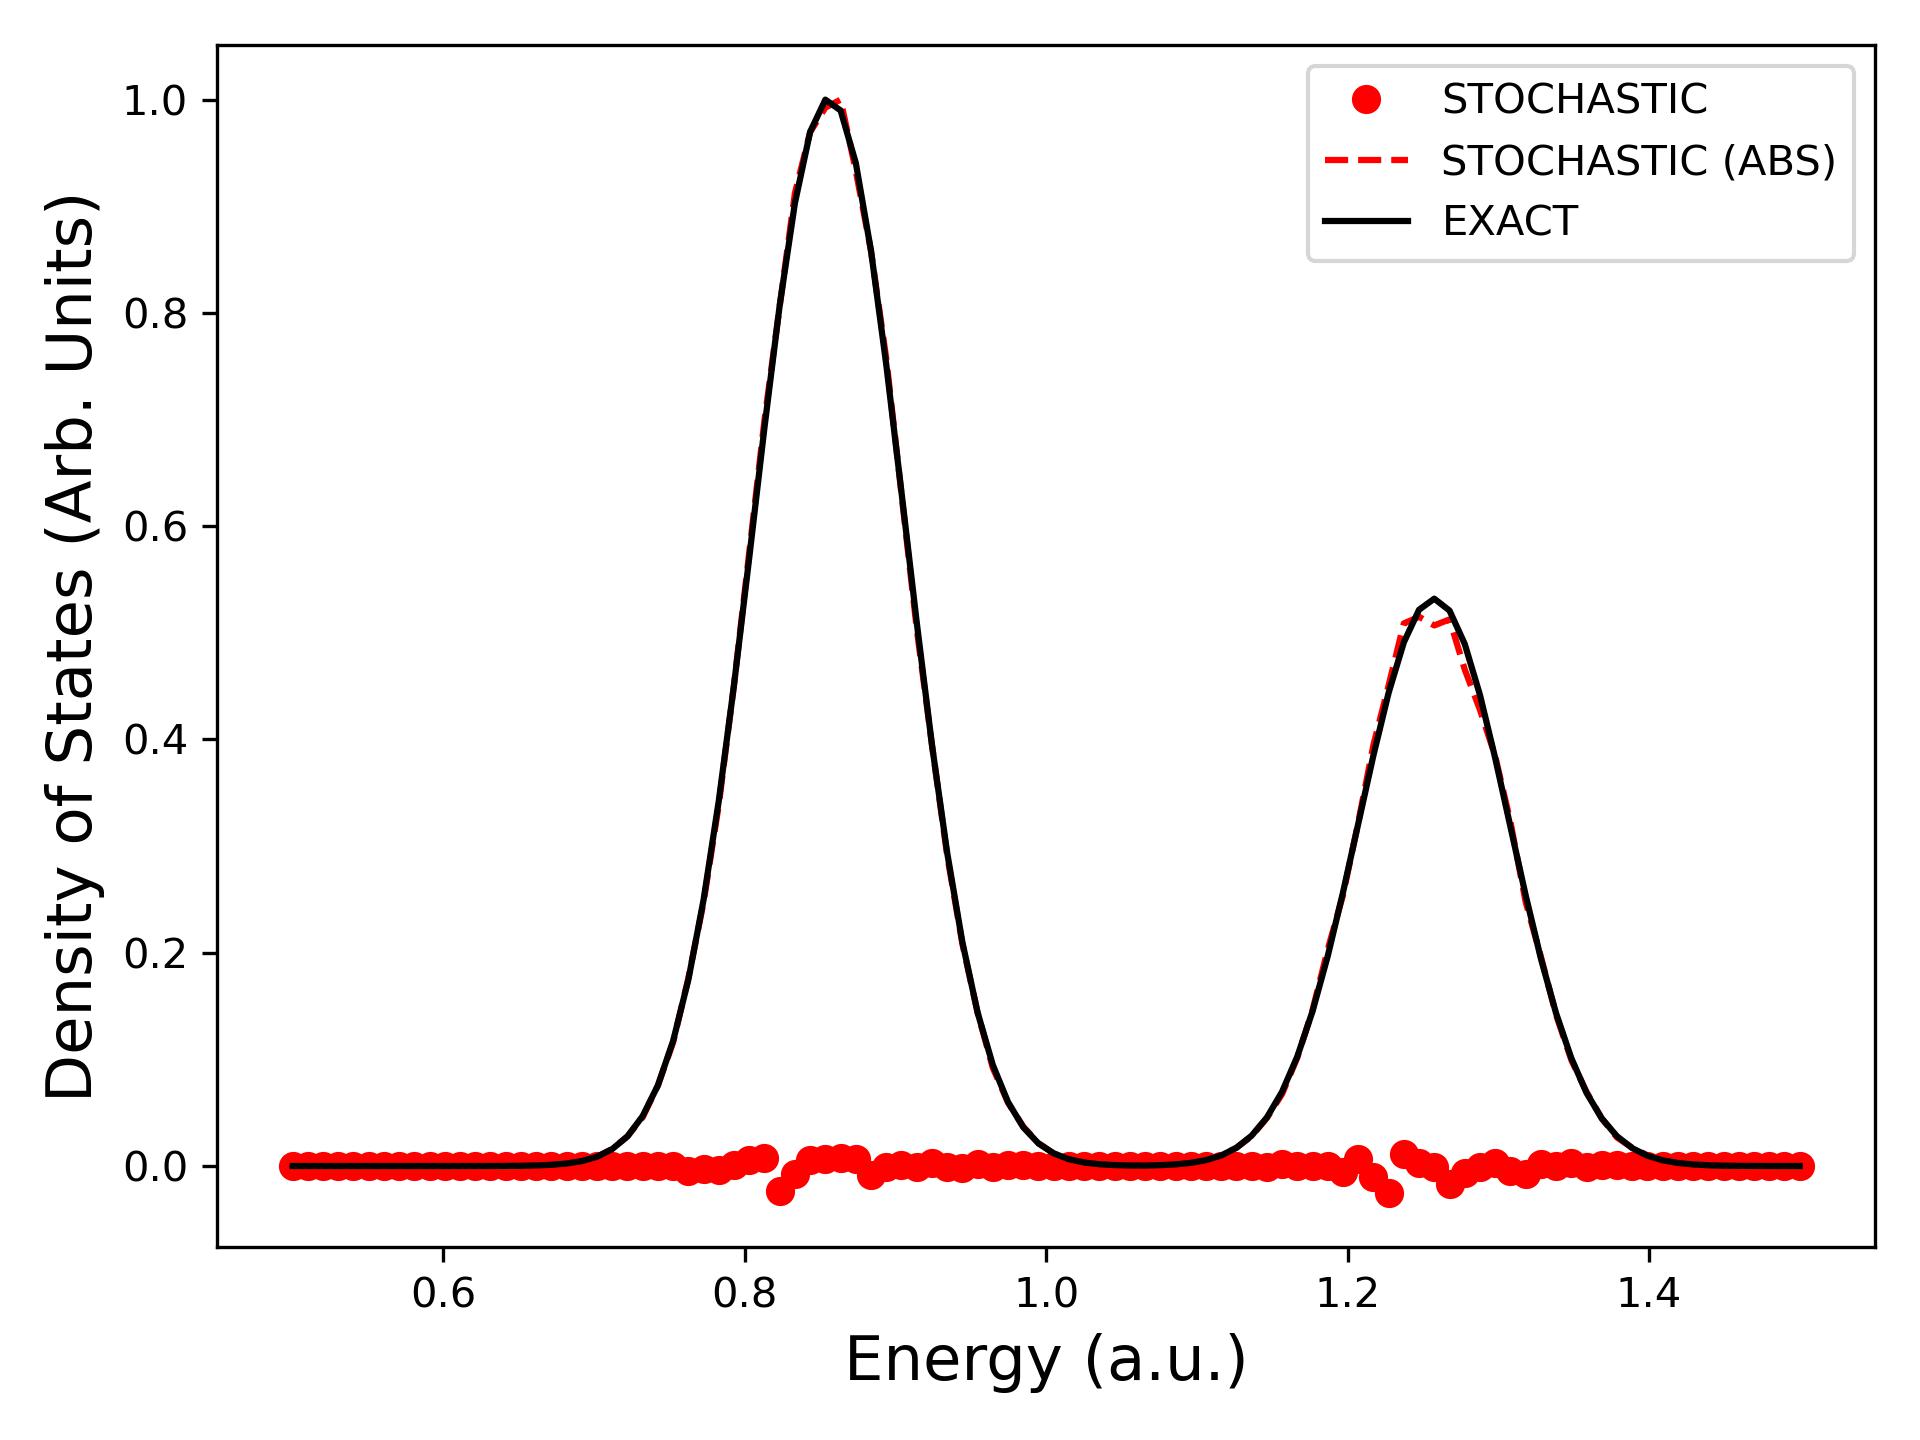 STOCHASTIC
STOCHASTIC (ABS)
EXACT
Density of States (Arb. Units)
1.0
0.8
0.6
0.4
0.2
0.0
0.6 0.8 1.0 1.2 1.4
Energy (a.u.)